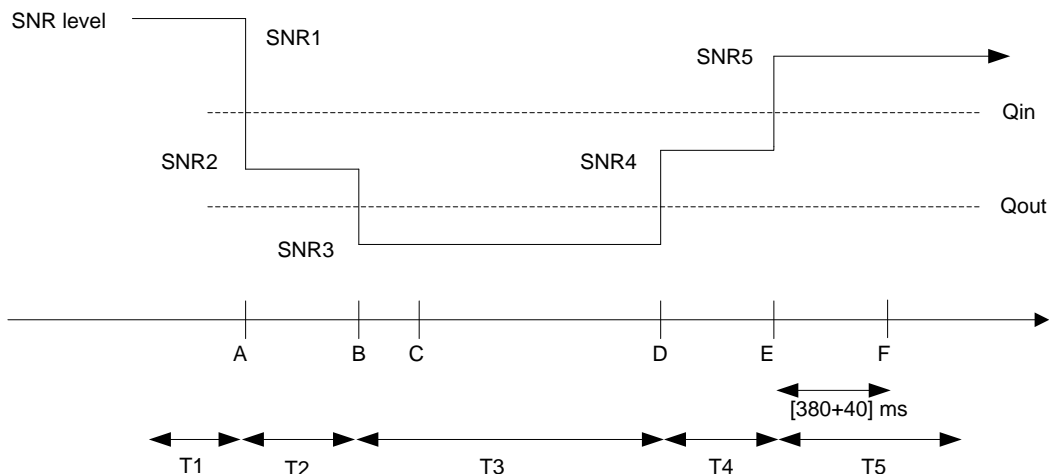 SNR level
SNR1
SNR5
Qin
SNR2
SNR4
Qout
SNR3
A
B
C
D
E
F
[380+40] ms
T1
T2
T3
T4
T5